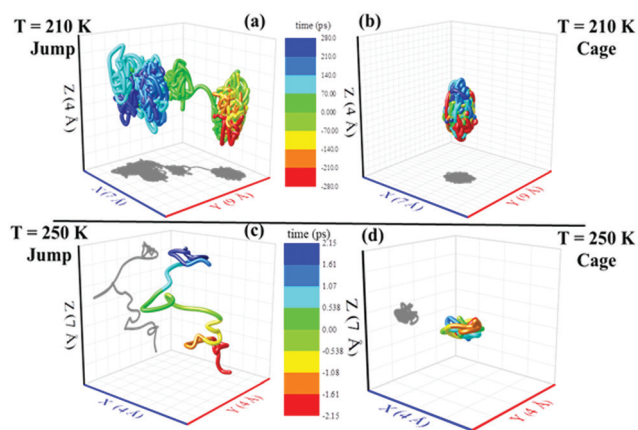 T = 210 K
Jump
(a)
time (ps)
280.0
210.0
140.0
70.00
0.000
-70.00
-140.0
-210.0
-280.0
(b)
T = 210 K
Cage
Z (4 Å)
X (7 Å)
Y (9 Å)
Z (4 Å)
X (7 Å)
Y (9 Å)
T = 250 K
Jump
(c)
time (ps)
2.15
1.61
1.07
0.538
0.00
-0.538
-1.08
-1.61
-2.15
(d)
T = 250 K
Cage
Z (7 Å)
X (4 Å)
Y (4 Å)
Z (7 Å)
X (4 Å)
Y (4 Å)